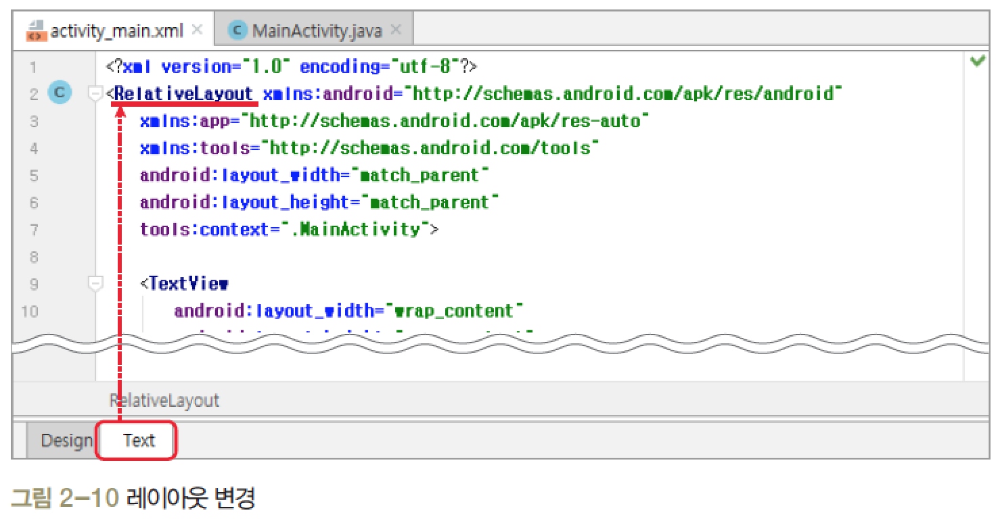 activity_main.xml
MainActivity.java
1 <?xml version="1.0" encoding="utf-8"?>
2 <RelativeLayout xmlns:android="http://schemas.android.com/apk/res/android"
3 xmlns:app="http://schemas.android.com/apk/res-auto"
4 xmlns:tools="http://schemas.android.com/tools"
5 android:layout_width="match_parent"
6 android:layout_height="match_parent"
7 tools:context=".MainActivity">
8
9 <TextView
10 android:layout_width="wrap_content"
RelativeLayout
Design Text
그림 2-10 레이아웃 변경